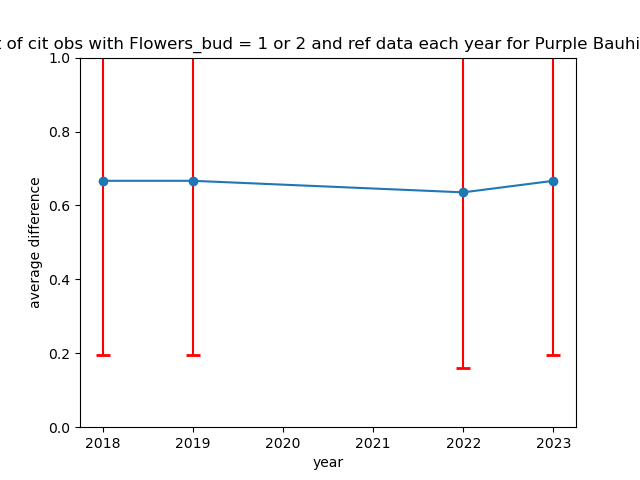 of cit obs with Flowers_bud = 1 or 2 and ref data each year for Purple
1.0
0.8
0.6
0.4
0.2
0.0
average difference
2018 2019 2020 2021 2022 2023
year